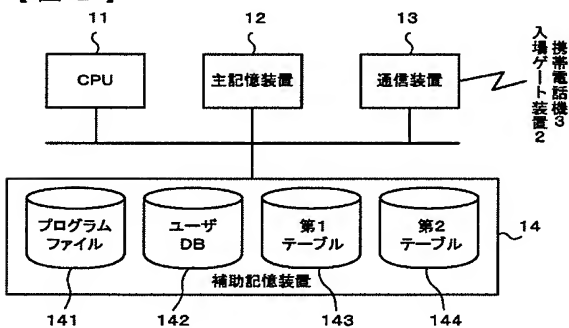 11
12
13
CPU
主記憶装置
通信装置
携帯電話機3
入場ゲート装置2
プログラム
ファイル
ユーザ
DB
第1
テーブル
第2
テーブル
14
補助記憶装置
141
142
143
144